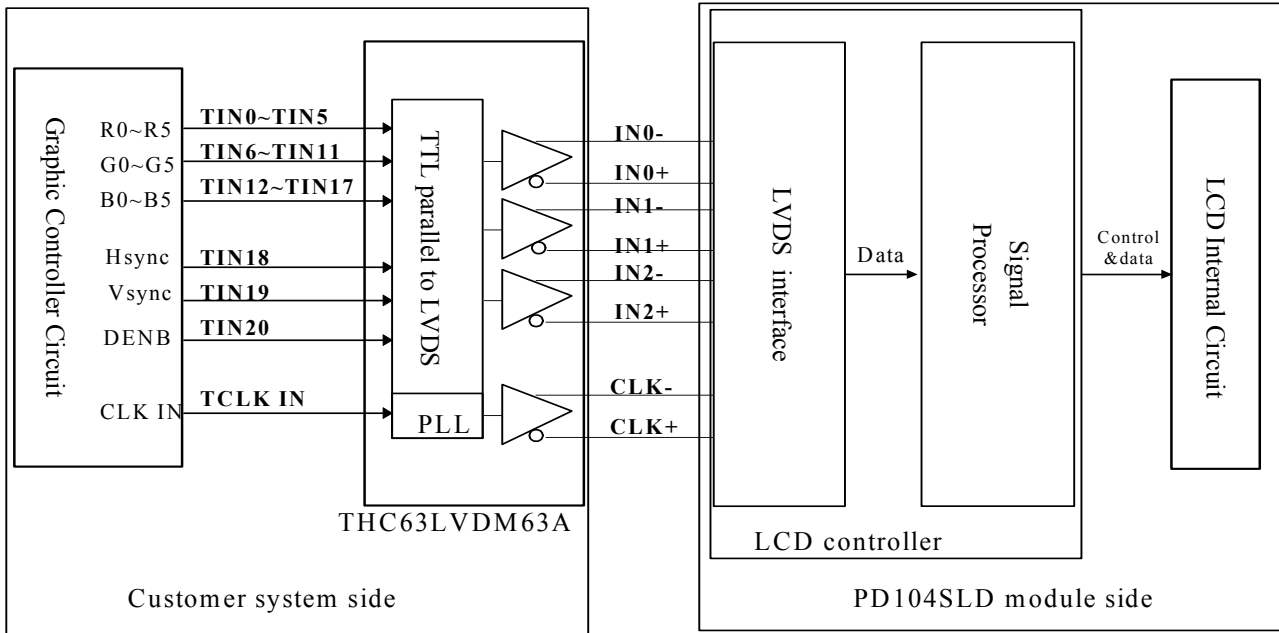 Graphic Controller Circuit
R0~R5
G0~G5
B0~B5
Hsync
Vsync
DENB
CLK IN
TIN0~TIN5
TIN6~TIN11
TIN12~TIN17
TIN18
TIN19
TIN20
TCLK IN
TTL parallel to LVDS
PLL
THC63LVDM63A
Customer system side
IN0-
IN0+
IN1-
IN1+
IN2-
IN2+
CLK-
CLK+
LVDS interface
Data
Signal
Processor
LCD controller
Control
&data
LCD Internal Circuit
PD104SLD module side